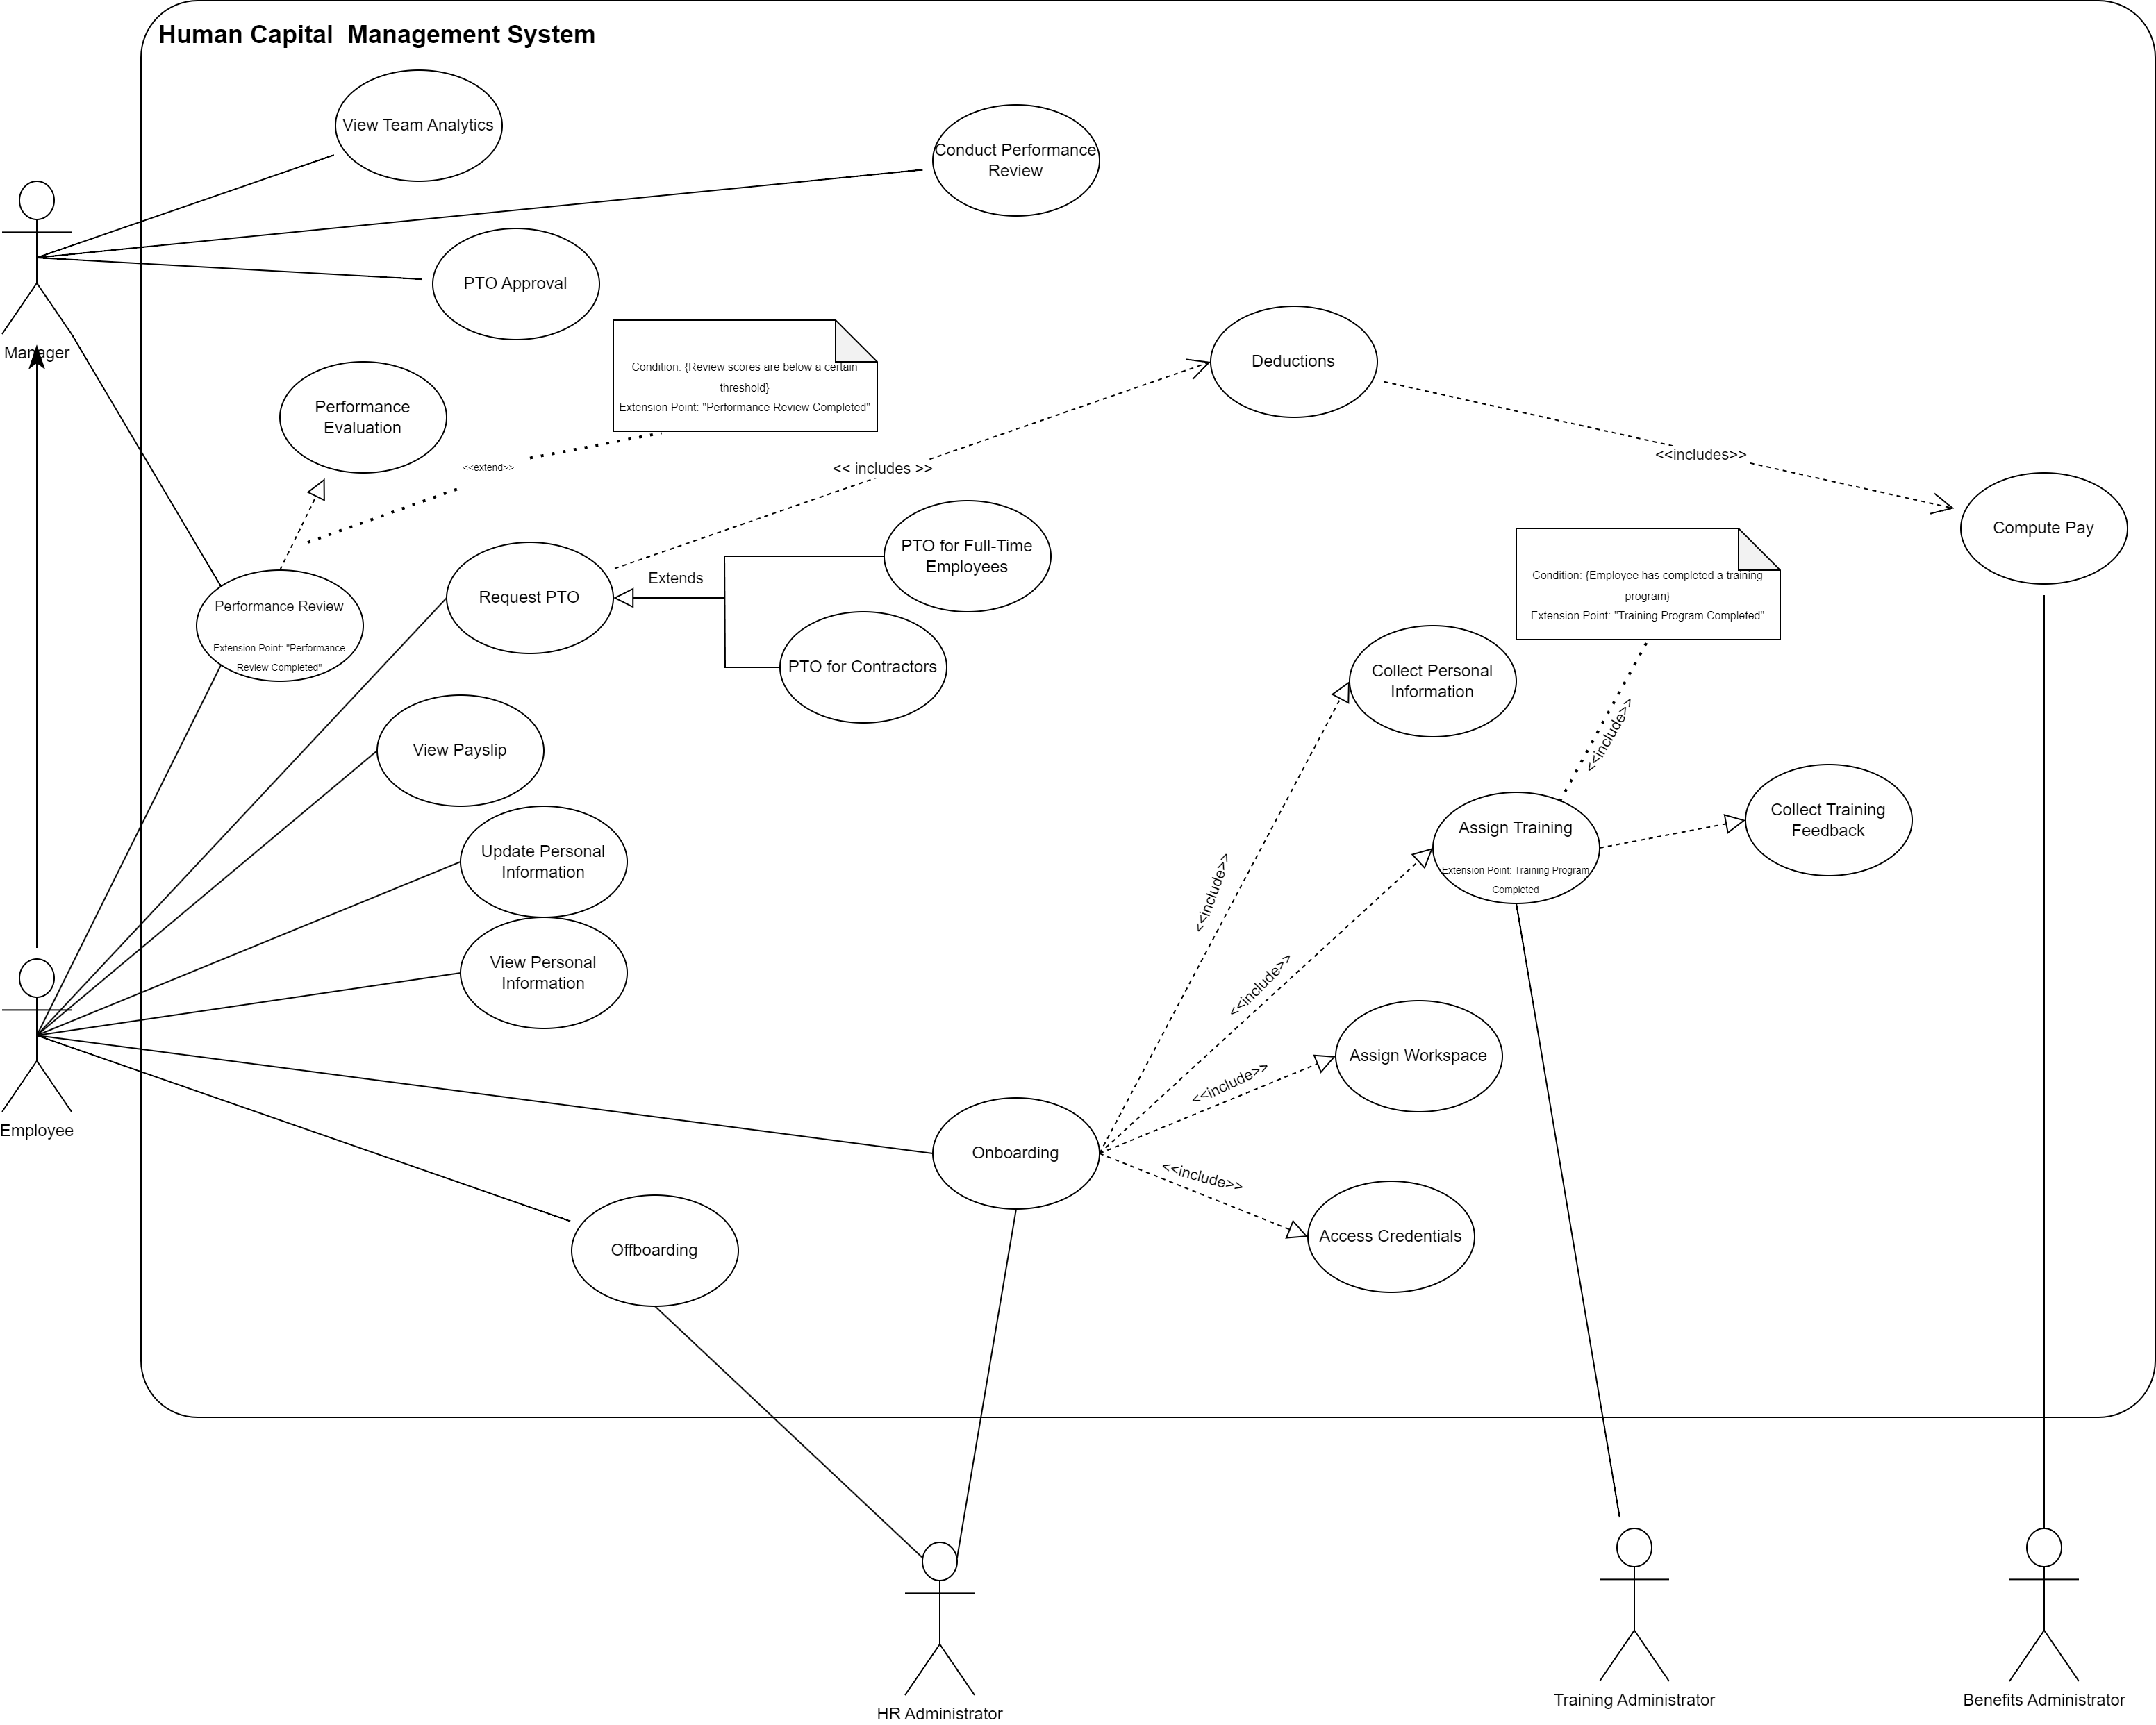 Human Capital  Management System
View Team Analytics
Conduct Performance
Review
PTO Approval
Manager
Condition: {Review scores are below a certain
threshold}
Extension Point: "Performance Review Completed"
Deductions
Performance
Evaluation
<<extend>>
<< includes >>
<<includes>>
Compute Pay
PTO for Full-Time
Employees
Extends
Request PTO
Performance Review
Extension Point: "Performance
Review Completed"
PTO for Contractors
Condition: {Employee has completed a training
program}
Extension Point: "Training Program Completed"
Collect Personal
Information
<<include>>
View Payslip
Update Personal
Information
Assign Training
Extension Point: Training Program
Completed
Collect Training
Feedback
<<include>>
View Personal
Information
<<include>>
Assign Workspace
<<include>>
Employee
Onboarding
<<include>>
Access Credentials
Offboarding
HR Administrator
Training Administrator
Benefits Administrator